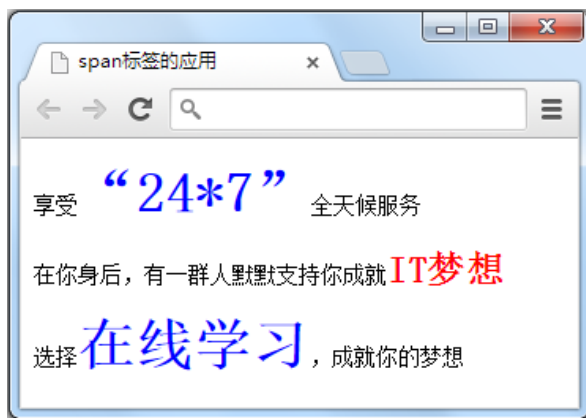 span标签的应用
享受 “24*7” 全天候服务
在你身后，有一群人默默支持你成就IT梦想
选择在线学习，成就你的梦想